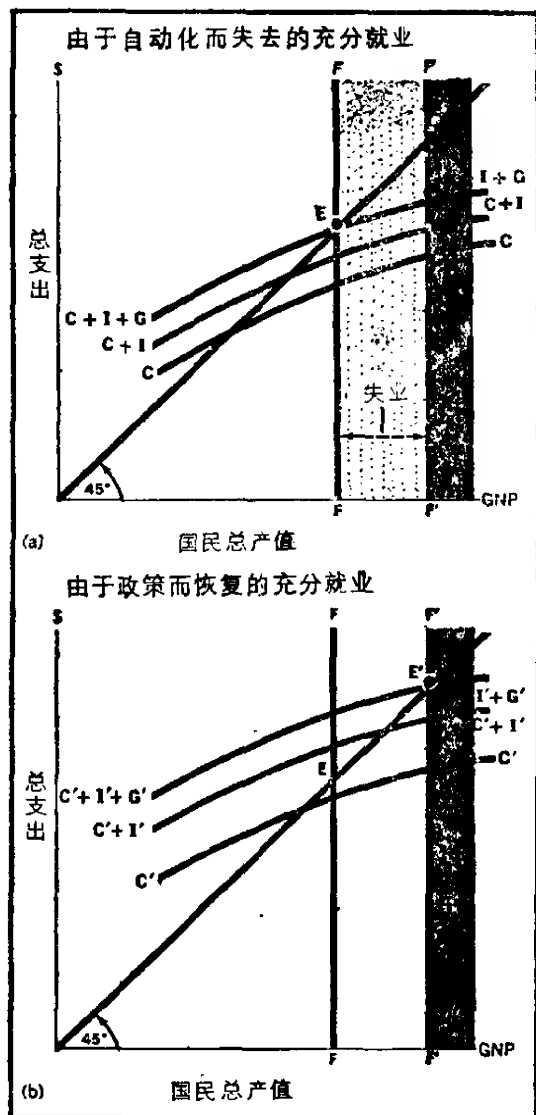 由于自动化而失去的充分就业
$ F F'
I+G
C+I
C
E
总支出
C+I+G
C+I
C
失业
45°
F F' GNP
(a) 国民总产值
由于政策而恢复的充分就业
$ F F'
E'
I'+G'
C'+I'
C'
E
总支出
C'+I'+G'
C'+I'
C'
45°
F F' GNP
(b) 国民总产值